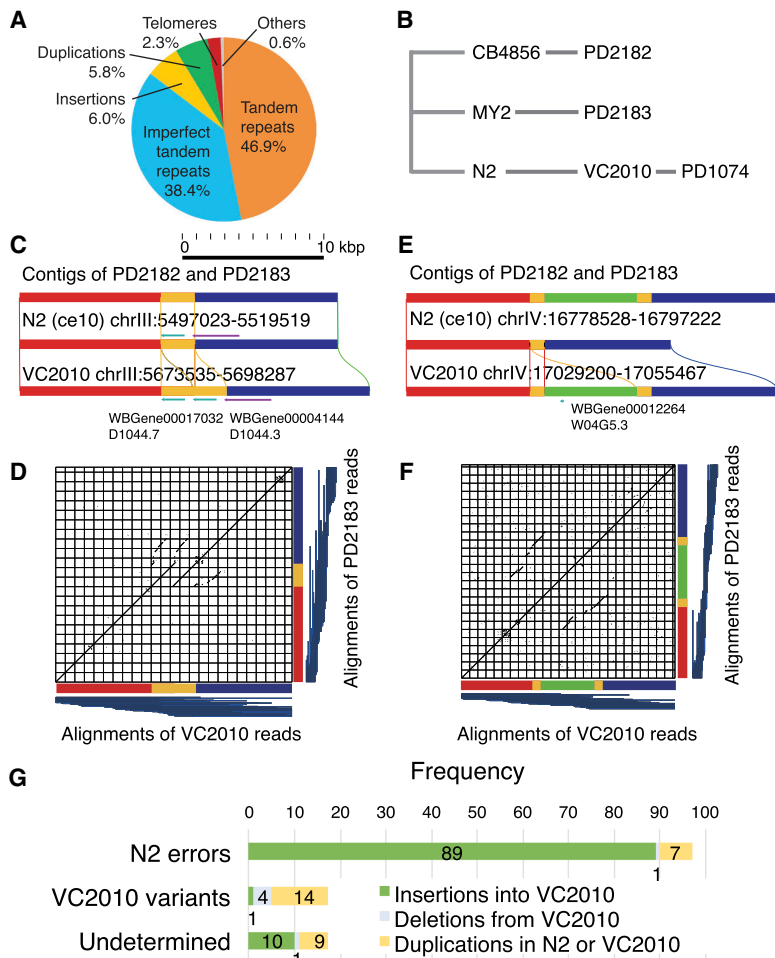 A
Telomeres
2.3%
Others
0.6%
Duplications
5.8%
Insertions
6.0%
Tandem
repeats
46.9%
Imperfect
tandem
repeats
38.4%
B
CB4856
PD2182
MY2
PD2183
N2
VC2010
PD1074
C
0
10 kbp
Contigs of PD2182 and PD2183
N2 (ce10) chrIII:5497023-5519519
VC2010 chrIII:5673535-5698287
WBGene00017032
D1044.7
WBGene00004144
D1044.3
E
Contigs of PD2182 and PD2183
N2 (ce10) chrIV:16778528-16797222
VC2010 chrIV:17029200-17055467
WBGene00012264
W04G5.3
D
Alignments of PD2183 reads
Alignments of VC2010 reads
F
Alignments of PD2183 reads
Alignments of VC2010 reads
G
Frequency
0 10 20 30 40 50 60 70 80 90 100
N2 errors
89
7
1
VC2010 variants
4
14
1
Undetermined
10
9
1
Insertions into VC2010
Deletions from VC2010
Duplications in N2 or VC2010